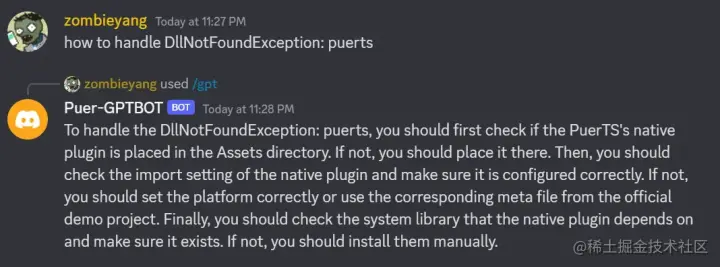 zombieyang Today at 11:27 PM
how to handle DllNotFoundException: puerts
zombieyang used /gpt
Puer-GPTBOT BOT Today at 11:28 PM
To handle the DllNotFoundException: puerts, you should first check if the PuerTS's native
plugin is placed in the Assets directory. If not, you should place it there. Then, you should
check the import setting of the native plugin and make sure it is configured correctly. If not,
you should set the platform correctly or use the corresponding meta file from the official
demo project. Finally, you should check the system library that the native plugin depends on
and make sure it exists. If not, you should install them manually.
@稀土掘金技术社区